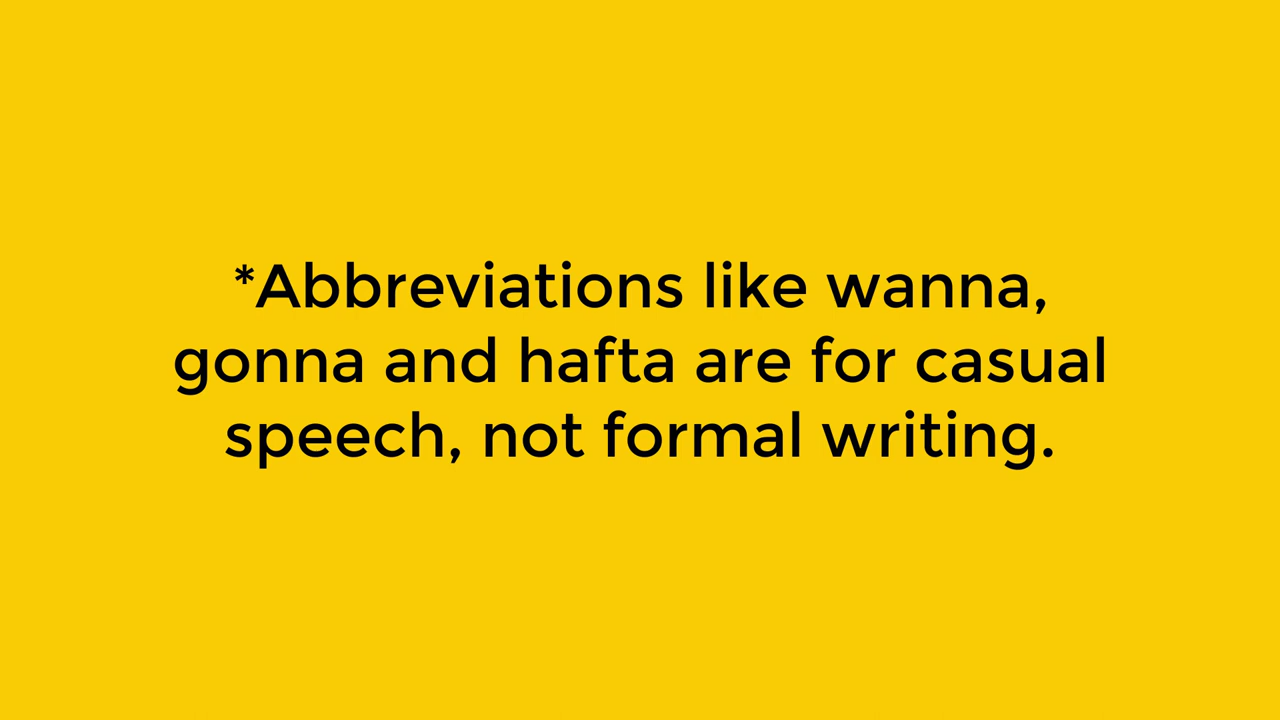 *Abbreviations like wanna,
gonna and hafta are for casual
speech, not formal writing.